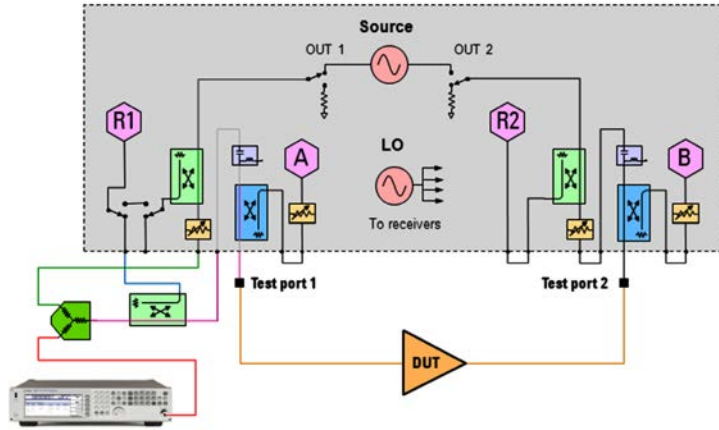 Source
OUT 1
OUT 2
R1
A
LO
R2
B
To receivers
Test port 1
Test port 2
DUT